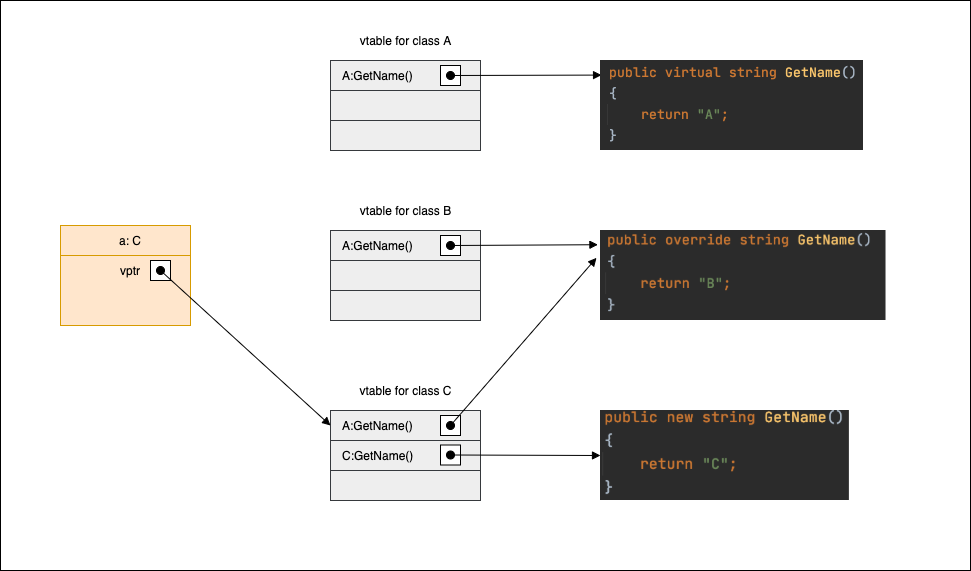 vtable for class A
A:GetName()
public virtual string GetName()
{
return "A";
}
vtable for class B
A:GetName()
public override string GetName()
{
return "B";
}
a: C
vptr
vtable for class C
A:GetName()
C:GetName()
public new string GetName()
{
return "C";
}